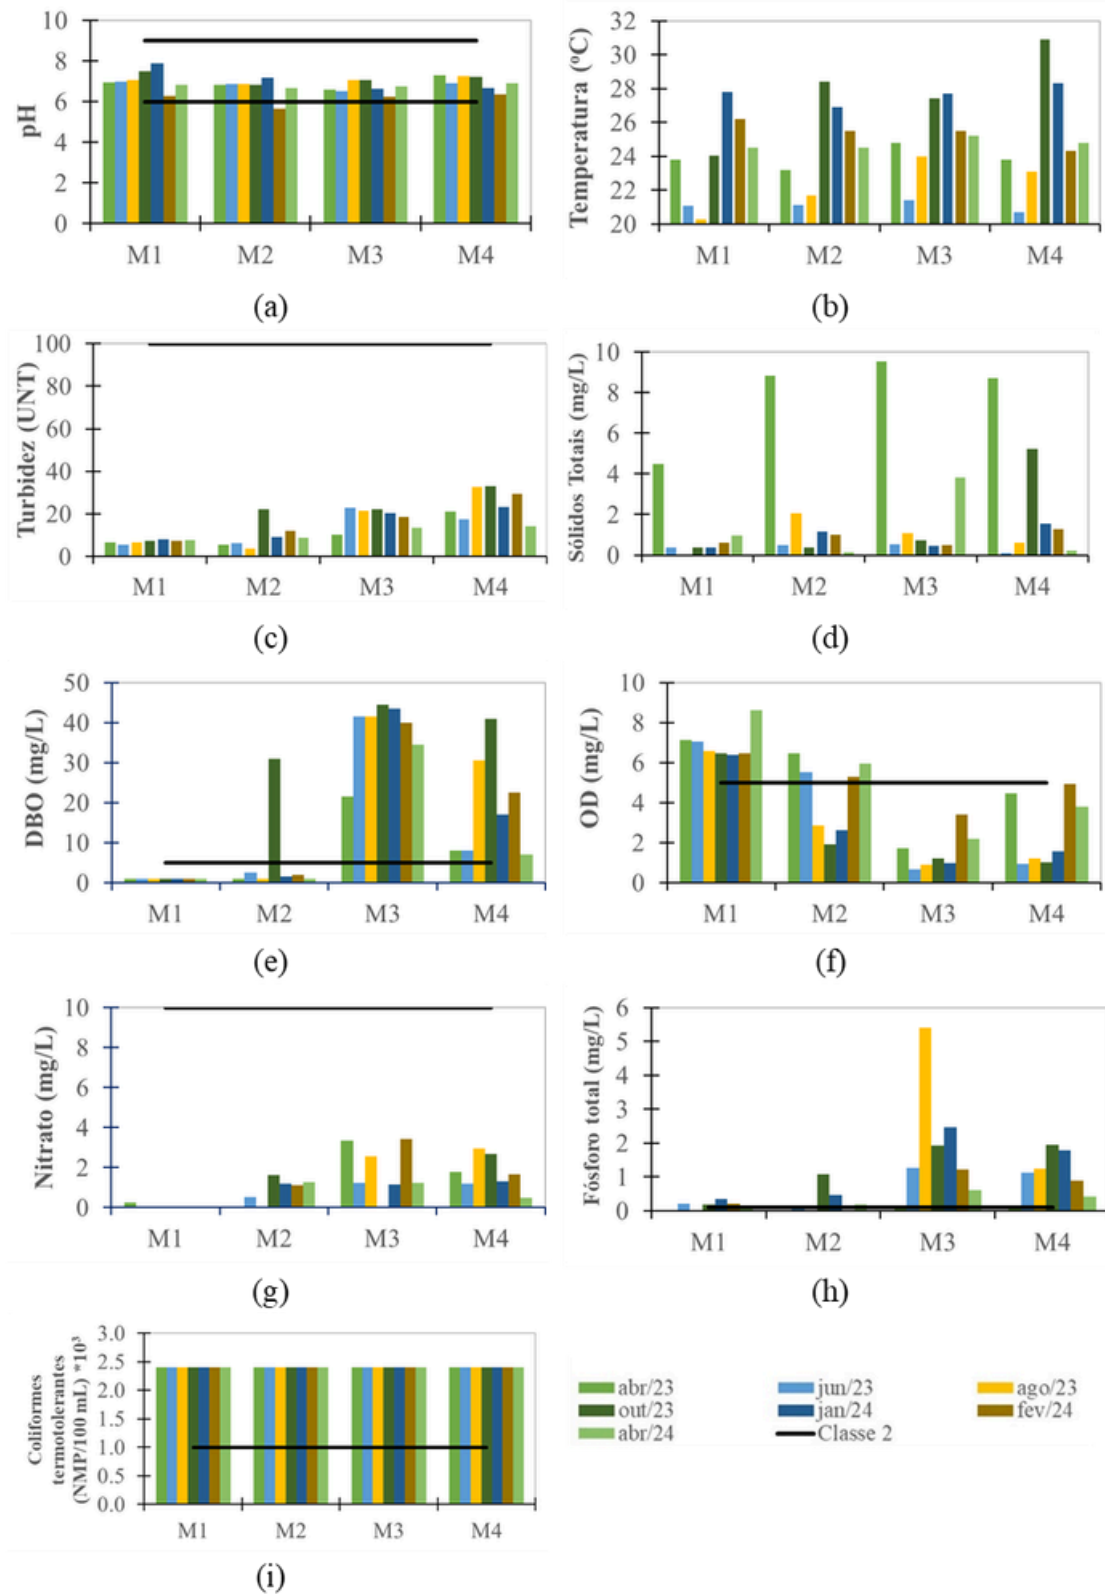 10
8
6
4
2
0
pH
M1 M2 M3 M4
(a)
32
30
28
26
24
22
20
Temperatura (ºC)
M1 M2 M3 M4
(b)
100
80
60
40
20
0
Turbidez (UNT)
M1 M2 M3 M4
(c)
10
8
6
4
2
0
Sólidos Totais (mg/L)
M1 M2 M3 M4
(d)
50
40
30
20
10
0
DBO (mg/L)
M1 M2 M3 M4
(e)
10
8
6
4
2
0
OD (mg/L)
M1 M2 M3 M4
(f)
10
8
6
4
2
0
Nitrato (mg/L)
M1 M2 M3 M4
(g)
6
5
4
3
2
1
0
Fósforo total (mg/L)
M1 M2 M3 M4
(h)
3.0
2.5
2.0
1.5
1.0
0.5
0.0
Coliformes
termotolerantes
(NMP/100 mL) *10³
M1 M2 M3 M4
(i)
abr/23 jun/23 ago/23
out/23 jan/24 fev/24
abr/24 Classe 2